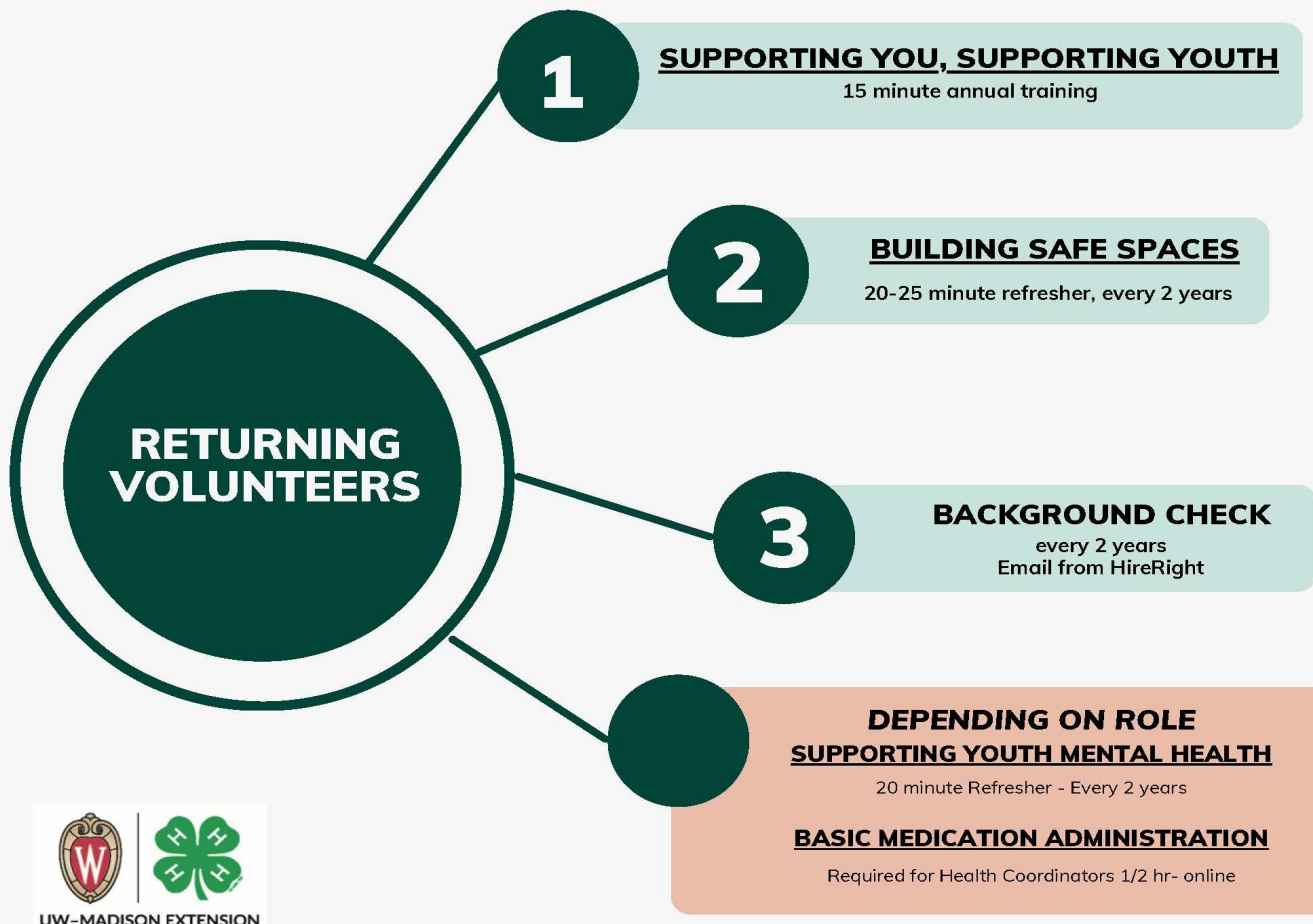 1
SUPPORTING YOU, SUPPORTING YOUTH
15 minute annual training
2
BUILDING SAFE SPACES
20-25 minute refresher, every 2 years
RETURNING
VOLUNTEERS
3
BACKGROUND CHECK
every 2 years
Email from HireRight
DEPENDING ON ROLE
SUPPORTING YOUTH MENTAL HEALTH
20 minute Refresher - Every 2 years
BASIC MEDICATION ADMINISTRATION
Required for Health Coordinators 1/2 hr- online
W
H H
H H
UW-MADISON EXTENSION